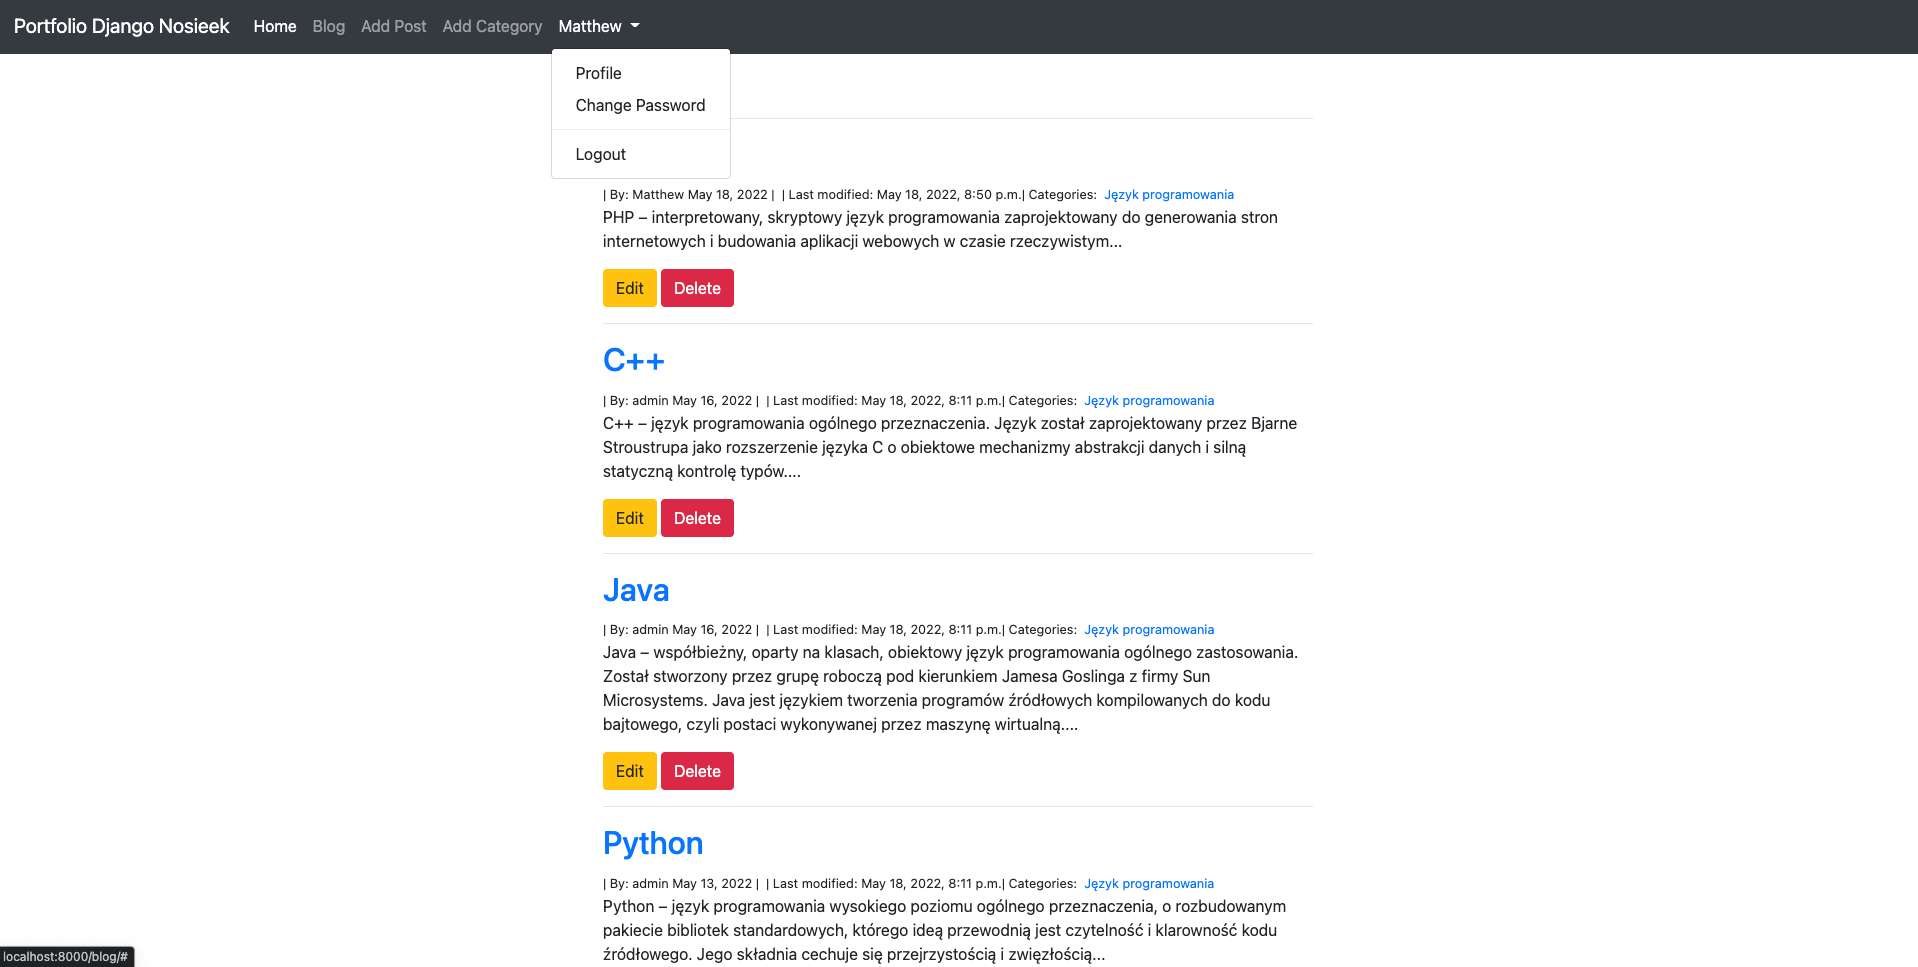 Portfolio Django Nosieek Home Blog Add Post Add Category Matthew
Profile
Change Password
Logout
| By: Matthew May 18, 2022 | | Last modified: May 18, 2022, 8:50 p.m.| Categories: Język programowania
PHP – interpretowany, skryptowy język programowania zaprojektowany do generowania stron
internetowych i budowania aplikacji webowych w czasie rzeczywistym...
Edit Delete
C++
| By: admin May 16, 2022 | | Last modified: May 18, 2022, 8:11 p.m.| Categories: Język programowania
C++ – język programowania ogólnego przeznaczenia. Język został zaprojektowany przez Bjarne
Stroustrupa jako rozszerzenie języka C o obiektowe mechanizmy abstrakcji danych i silną
statyczną kontrolę typów....
Edit Delete
Java
| By: admin May 16, 2022 | | Last modified: May 18, 2022, 8:11 p.m.| Categories: Język programowania
Java – współbieżny, oparty na klasach, obiektowy język programowania ogólnego zastosowania.
Został stworzony przez grupę roboczą pod kierunkiem Jamesa Goslinga z firmy Sun
Microsystems. Java jest językiem tworzenia programów źródłowych kompilowanych do kodu
bajtowego, czyli postaci wykonywanej przez maszynę wirtualną....
Edit Delete
Python
| By: admin May 13, 2022 | | Last modified: May 18, 2022, 8:11 p.m.| Categories: Język programowania
Python – język programowania wysokiego poziomu ogólnego przeznaczenia, o rozbudowanym
pakiecie bibliotek standardowych, którego ideą przewodnią jest czytelność i klarowność kodu
źródłowego. Jego składnia cechuje się przejrzystością i zwięzłością...
localhost:8000/blog/#